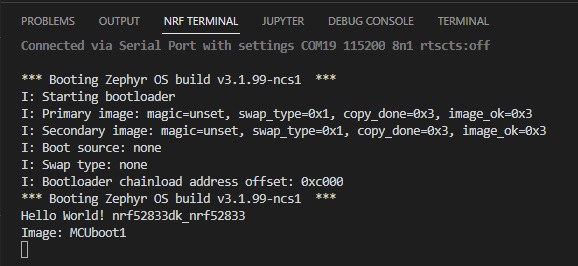 PROBLEMS OUTPUT NRF TERMINAL JUPYTER DEBUG CONSOLE TERMINAL
Connected via Serial Port with settings COM19 115200 8n1 rtscts:off
*** Booting Zephyr OS build v3.1.99-ncs1  ***
I: Starting bootloader
I: Primary image: magic=unset, swap_type=0x1, copy_done=0x3, image_ok=0x3
I: Secondary image: magic=unset, swap_type=0x1, copy_done=0x3, image_ok=0x3
I: Boot source: none
I: Swap type: none
I: Bootloader chainload address offset: 0xc000
*** Booting Zephyr OS build v3.1.99-ncs1  ***
Hello World! nrf52833dk_nrf52833
Image: MCUboot1